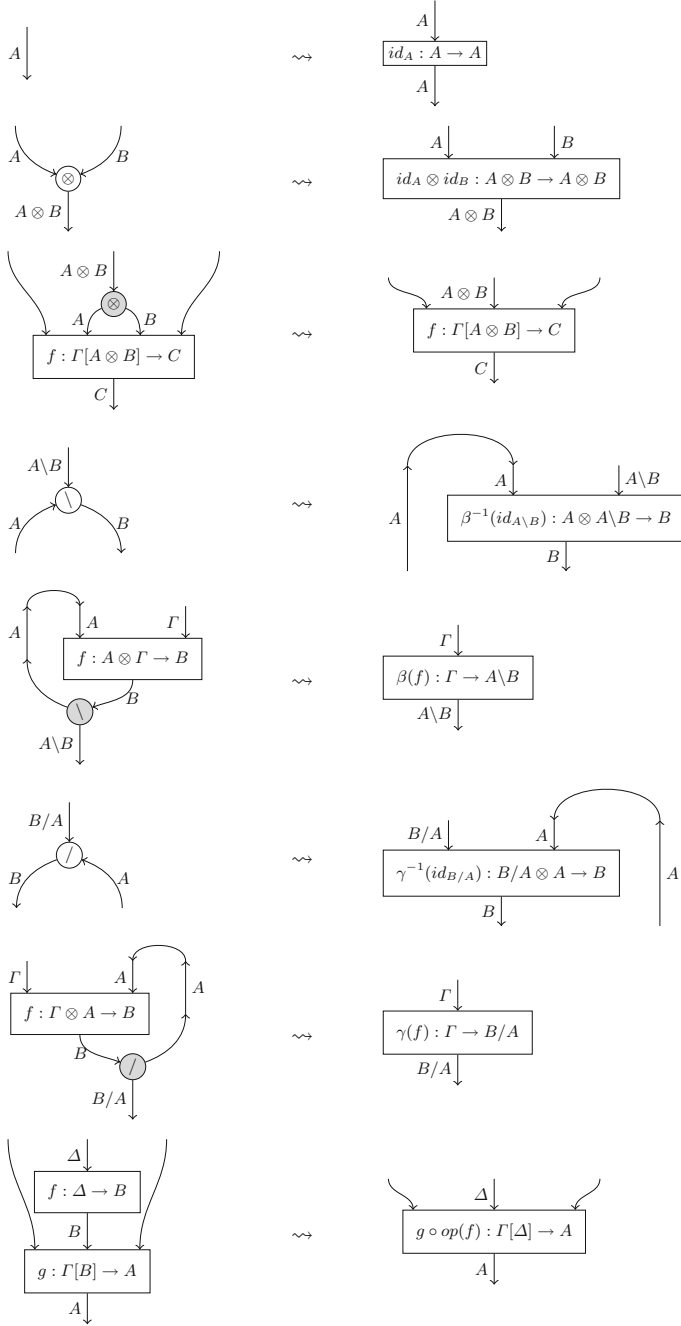 A ⇝ A
id_A : A → A
A
A B ⊗ ⇝ A B
id_A ⊗ id_B : A ⊗ B → A ⊗ B
A ⊗ B A ⊗ B
A ⊗ B ⊗ A B ⇝ A ⊗ B
f : Γ[A ⊗ B] → C f : Γ[A ⊗ B] → C
C C
A\B \ A B ⇝ A A A\B
β⁻¹(id_{A\B}) : A ⊗ A\B → B
B
A A Γ ⇝ Γ
f : A ⊗ Γ → B β(f) : Γ → A\B
B \ A\B A\B
B/A / B A ⇝ B/A A A
γ⁻¹(id_{B/A}) : B/A ⊗ A → B
B
Γ A A ⇝ Γ
f : Γ ⊗ A → B γ(f) : Γ → B/A
B / B/A B/A
Δ
f : Δ → B ⇝ Δ
B g ∘ op(f) : Γ[Δ] → A
g : Γ[B] → A A
A